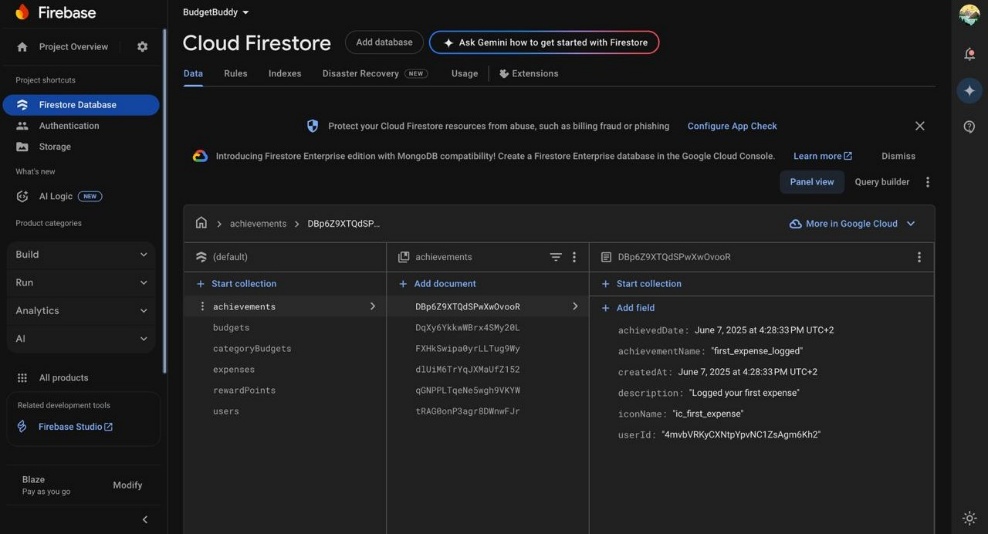 Firebase
Project Overview
Project shortcuts
Firestore Database
Authentication
Storage
What's new
AI Logic NEW
Product categories
Build
Run
Analytics
AI
All products
Related development tools
Firebase Studio
Blaze
Pay as you go
Modify
BudgetBuddy
Cloud Firestore
Add database
Ask Gemini how to get started with Firestore
Data Rules Indexes Disaster Recovery NEW Usage Extensions
Protect your Cloud Firestore resources from abuse, such as billing fraud or phishing Configure App Check
Introducing Firestore Enterprise edition with MongoDB compatibility! Create a Firestore Enterprise database in the Google Cloud Console. Learn more Dismiss
Panel view Query builder
achievements > DBp6Z9XTQdSP...
More in Google Cloud
(default)
+ Start collection
achievements
budgets
categoryBudgets
expenses
rewardPoints
users
achievements
+ Add document
DBp6Z9XTQdSPwXwOvooR
DqXy6YkkwWBrx4SMy20L
FXHkSwipa0yrLLTug9Wy
dlUiM6TrYqJXMaUfZ152
qGNPPLTqeNeSwgh9VKYW
tRAG0onP3agrBDWnwFJr
DBp6Z9XTQdSPwXwOvooR
+ Start collection
+ Add field
achievedDate: June 7, 2025 at 4:28:33 PM UTC+2
achievementName: "first_expense_logged"
createdAt: June 7, 2025 at 4:28:33 PM UTC+2
description: "Logged your first expense"
iconName: "ic_first_expense"
userId: "4mvbVRKyCXNtpYpvNC1ZsAgm6Kh2"